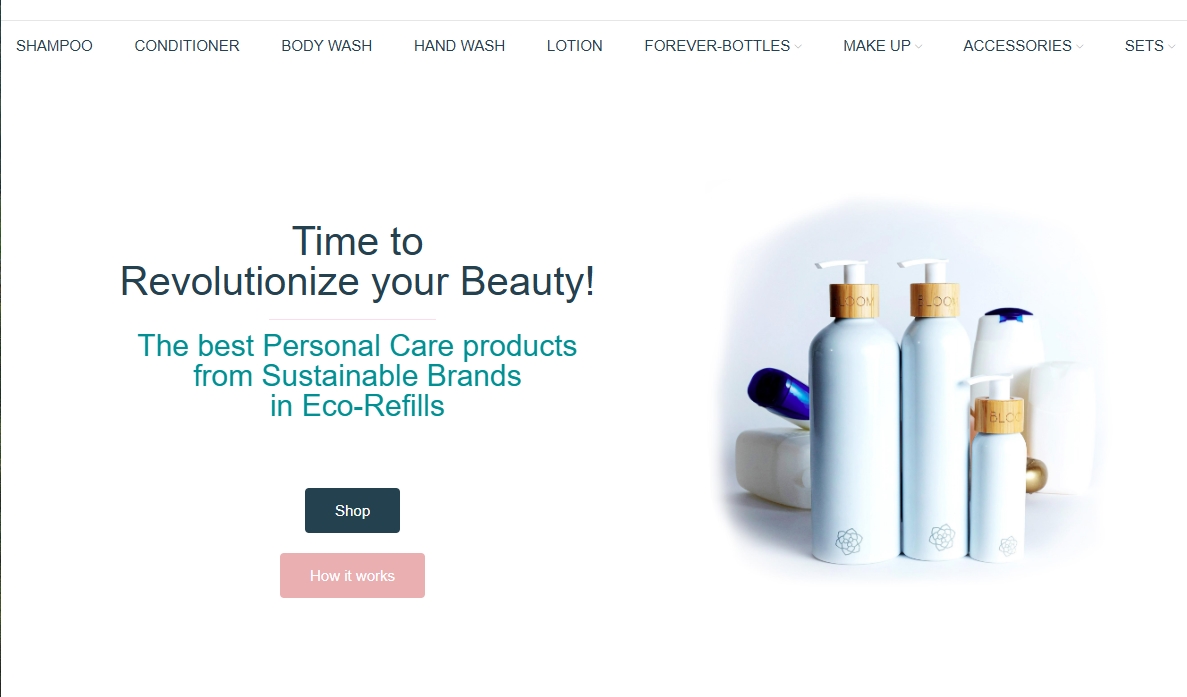 SHAMPOO CONDITIONER BODY WASH HAND WASH LOTION FOREVER-BOTTLES MAKE UP ACCESSORIES SETS
Time to
Revolutionize your Beauty!
The best Personal Care products
from Sustainable Brands
in Eco-Refills
Shop
How it works
BLOOM
BLOOM
BLOO